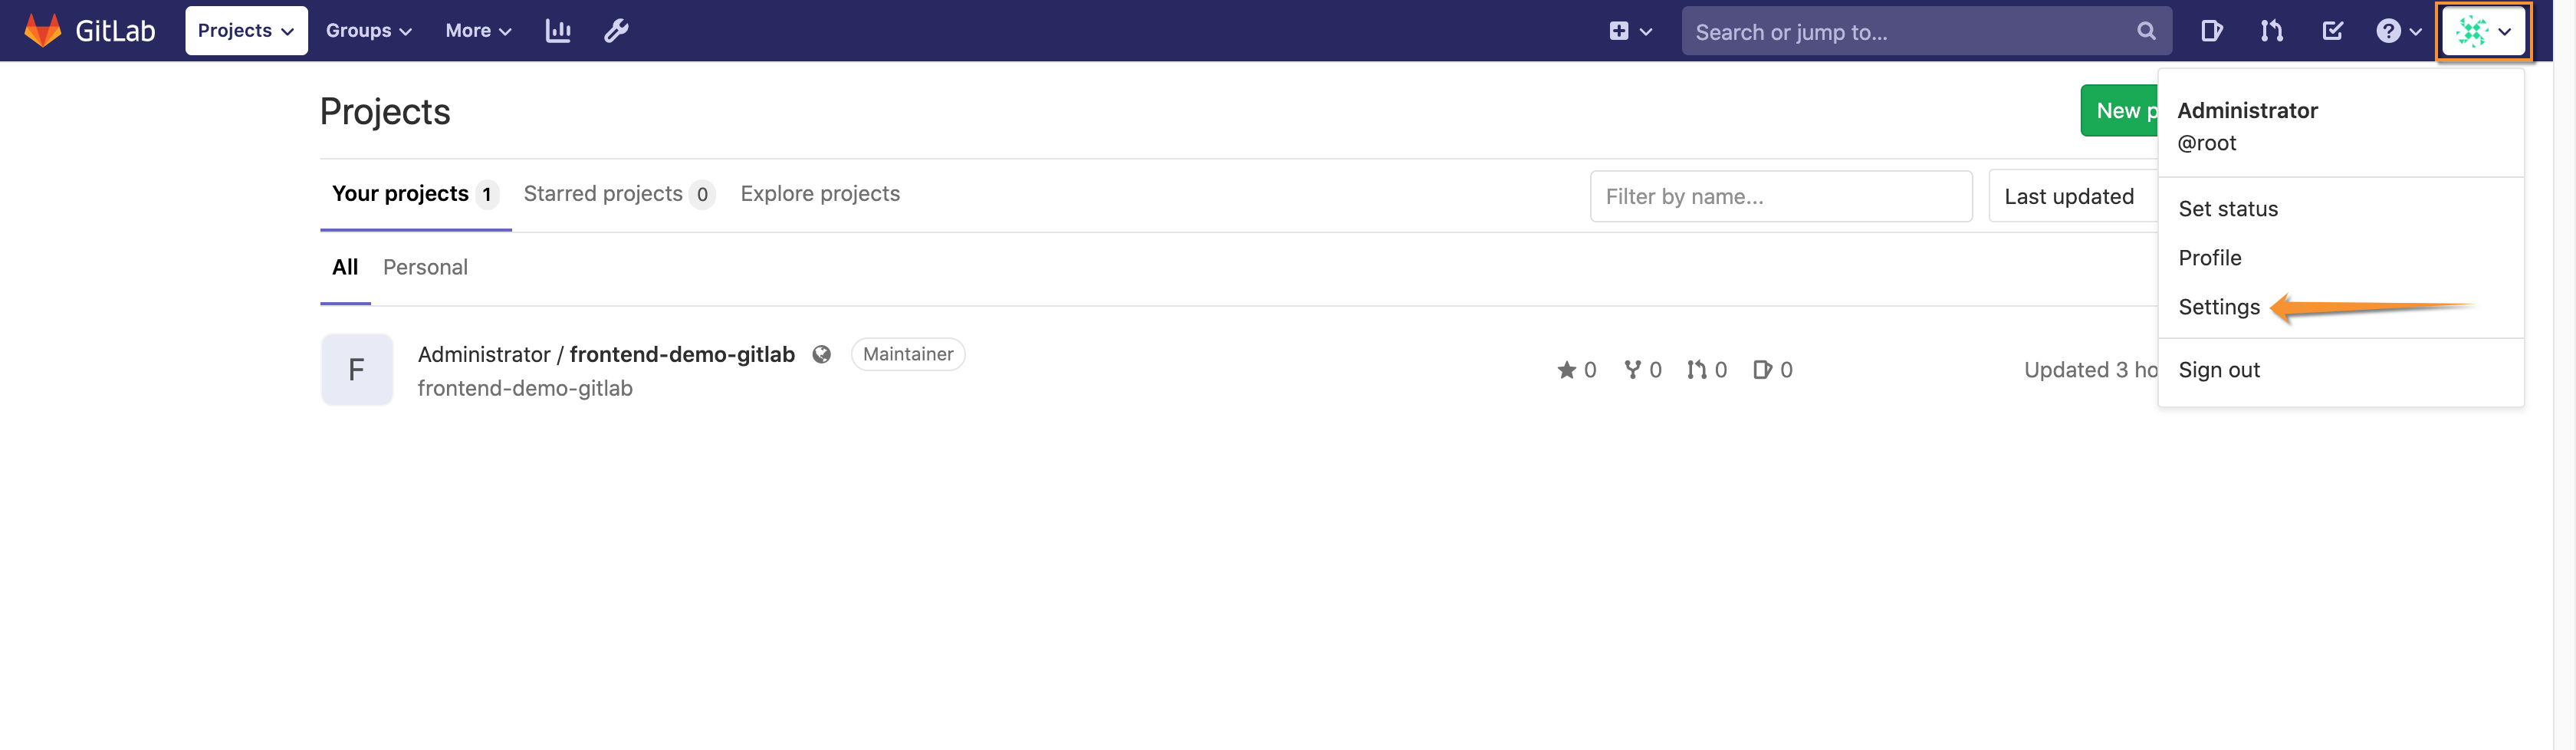 GitLab Projects Groups More Search or jump to...
Projects
New p
Administrator
@root
Your projects 1 Starred projects 0 Explore projects
Filter by name...
Last updated
Set status
Profile
Settings
Sign out
All Personal
F
Administrator / frontend-demo-gitlab Maintainer
frontend-demo-gitlab
0 0 0 0
Updated 3 ho